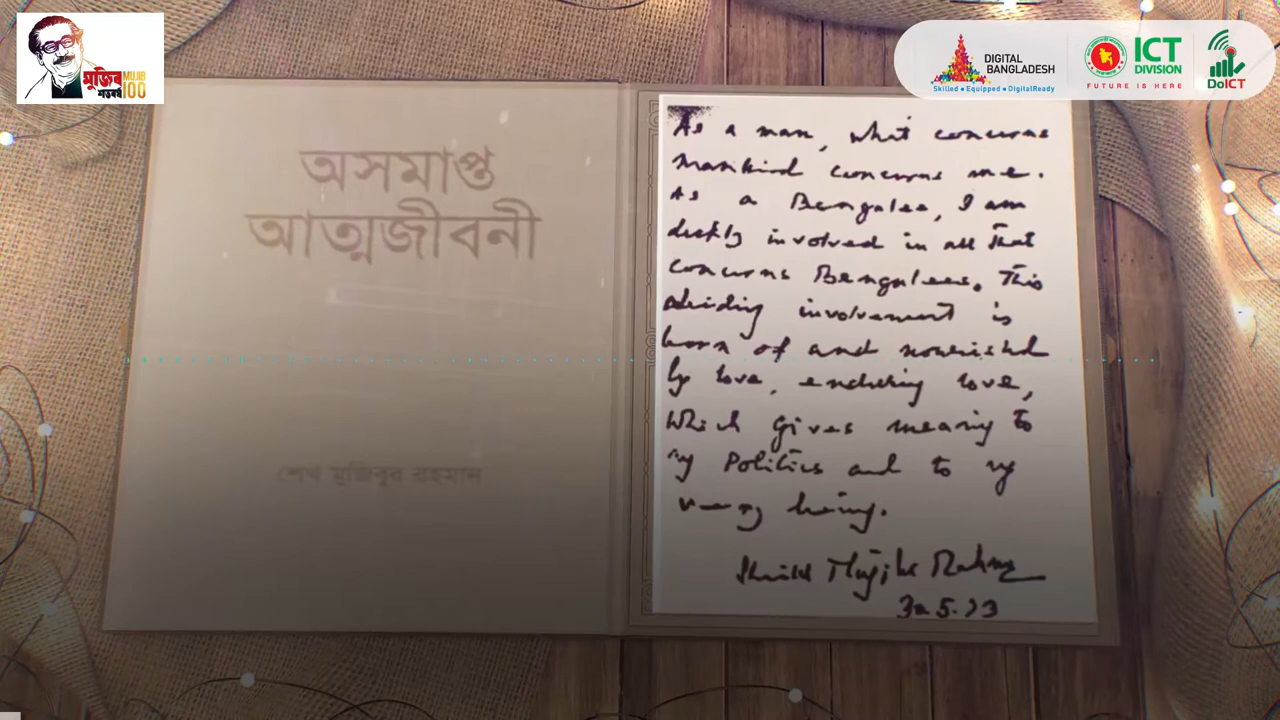 মুজিব MUJIB
শতবর্ষ 100
DIGITAL
BANGLADESH
Skilled • Equipped • DigitalReady
ICT
DIVISION
FUTURE IS HERE
DoICT
অসমাপ্ত
আত্মজীবনী
শেখ মুজিবুর রহমান
As a man, what concerns
mankind concerns me.
As a Bengalee, I am
deeply involved in all that
concerns Bengalees. This
abiding involvement is
born of and nourished
by love, enduring love,
which gives meaning to
my politics and to my
very being.
Sheikh Mujibur Rahman
30.5.73